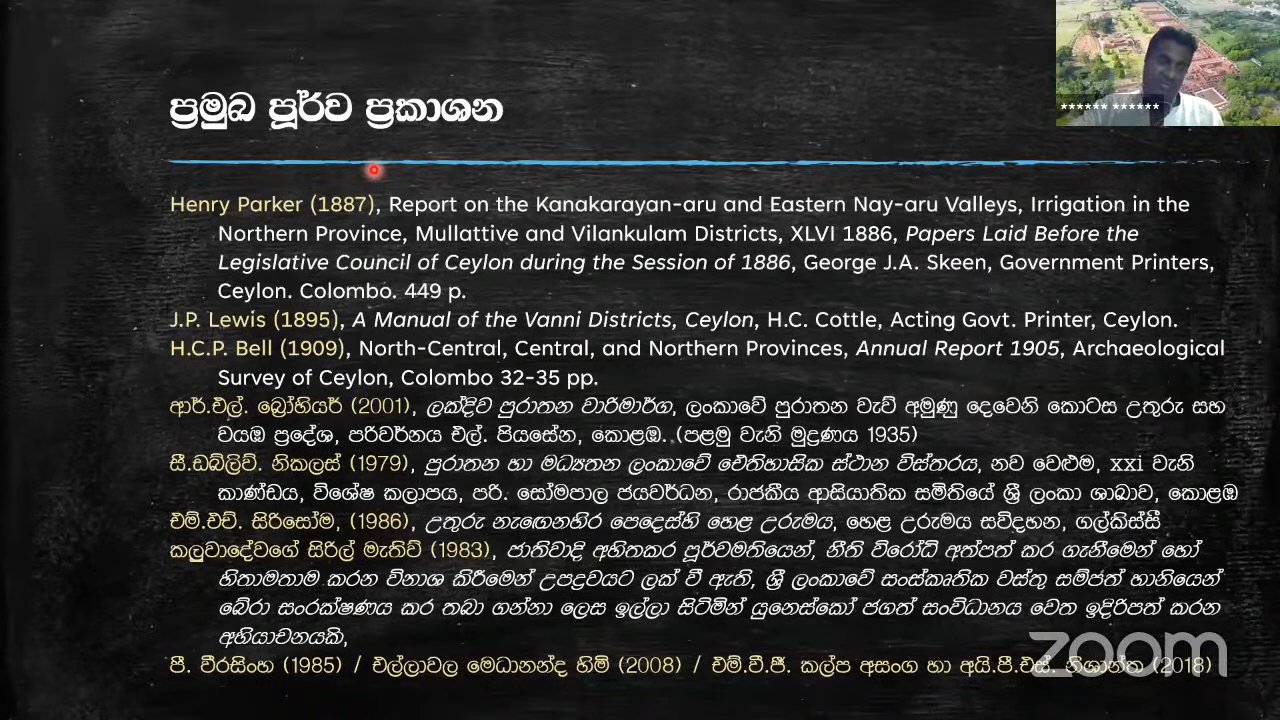 ****** ******
ප්‍රමුඛ පූර්ව ප්‍රකාශන
Henry Parker (1887), Report on the Kanakarayan-aru and Eastern Nay-aru Valleys, Irrigation in the
Northern Province, Mullattive and Vilankulam Districts, XLVI 1886, Papers Laid Before the
Legislative Council of Ceylon during the Session of 1886, George J.A. Skeen, Government Printers,
Ceylon. Colombo. 449 p.
J.P. Lewis (1895), A Manual of the Vanni Districts, Ceylon, H.C. Cottle, Acting Govt. Printer, Ceylon.
H.C.P. Bell (1909), North-Central, Central, and Northern Provinces, Annual Report 1905, Archaeological
Survey of Ceylon, Colombo 32-35 pp.
ආර්.එල්. බ්‍රෝහියර් (2001), ලක්දිව පුරාතන වාරිමාර්ග, ලංකාවේ පුරාතන වැව් අමුණු දෙවෙනි කොටස උතුරු සහ
වයඹ ප්‍රදේශ, පරිවර්තනය එල්. පියසේන, කොළඹ. (පළමු වැනි මුද්‍රණය 1935)
සී.ඩබ්ලිව්. නිකලස් (1979), පුරාතන හා මධ්‍යතන ලංකාවේ ඓතිහාසික ස්ථාන විස්තරය, නව වෙළුම, xxi වැනි
කාණ්ඩය, විශේෂ කලාපය, පරි. සෝමපාල ජයවර්ධන, රාජකීය ආසියාතික සමිතියේ ශ්‍රී ලංකා ශාඛාව, කොළඹ
එම්.එච්. සිරිසෝම, (1986), උතුරු නැඟෙනහිර පෙදෙස්හි හෙළ උරුමය, හෙළ උරුමය සංවිදහන, ගල්කිස්සී
කලුවාදේවගේ සිරිල් මැතිව් (1983), ජාතිවාදි අහිතකර පූර්වමතියෙන්, නීති විරෝධි අත්පත් කර ගැනීමෙන් හෝ
හිතාමතාම කරන විනාශ කිරීමෙන් උපද්‍රවයට ලක් වී ඇති, ශ්‍රී ලංකාවේ සංස්කෘතික වස්තු සම්පත් හානියෙන්
බේරා සංරක්ෂණය කර තබා ගන්නා ලෙස ඉල්ලා සිටිමින් යුනෙස්කෝ ජගත් සංවිධානය වෙත ඉදිරිපත් කරන
අභියාචනයකි,
පී. වීරසිංහ (1985) / එල්ලාවල මෙධානන්ද හිමි (2008) / එම්.වී.ජී. කල්ප අසංග හා අයි.පී.එස්. නිශාන්ත (2018)
zoom